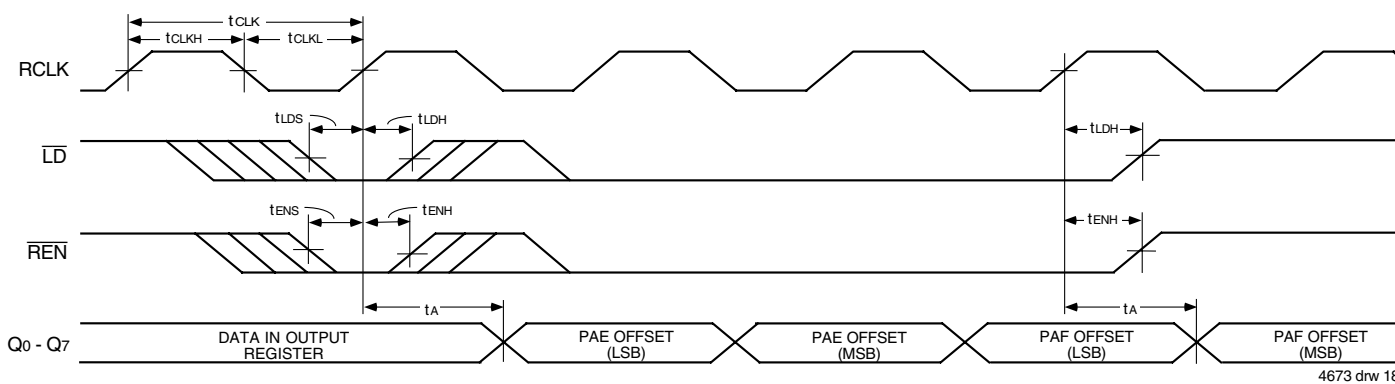 tCLK
tCLKH
tCLKL
RCLK
tLDS
tLDH
tLDH
LD
tENS
tENH
tENH
REN
tA
tA
Q0 - Q7
DATA IN OUTPUT
REGISTER
PAE OFFSET
(LSB)
PAE OFFSET
(MSB)
PAF OFFSET
(LSB)
PAF OFFSET
(MSB)
4673 drw 18